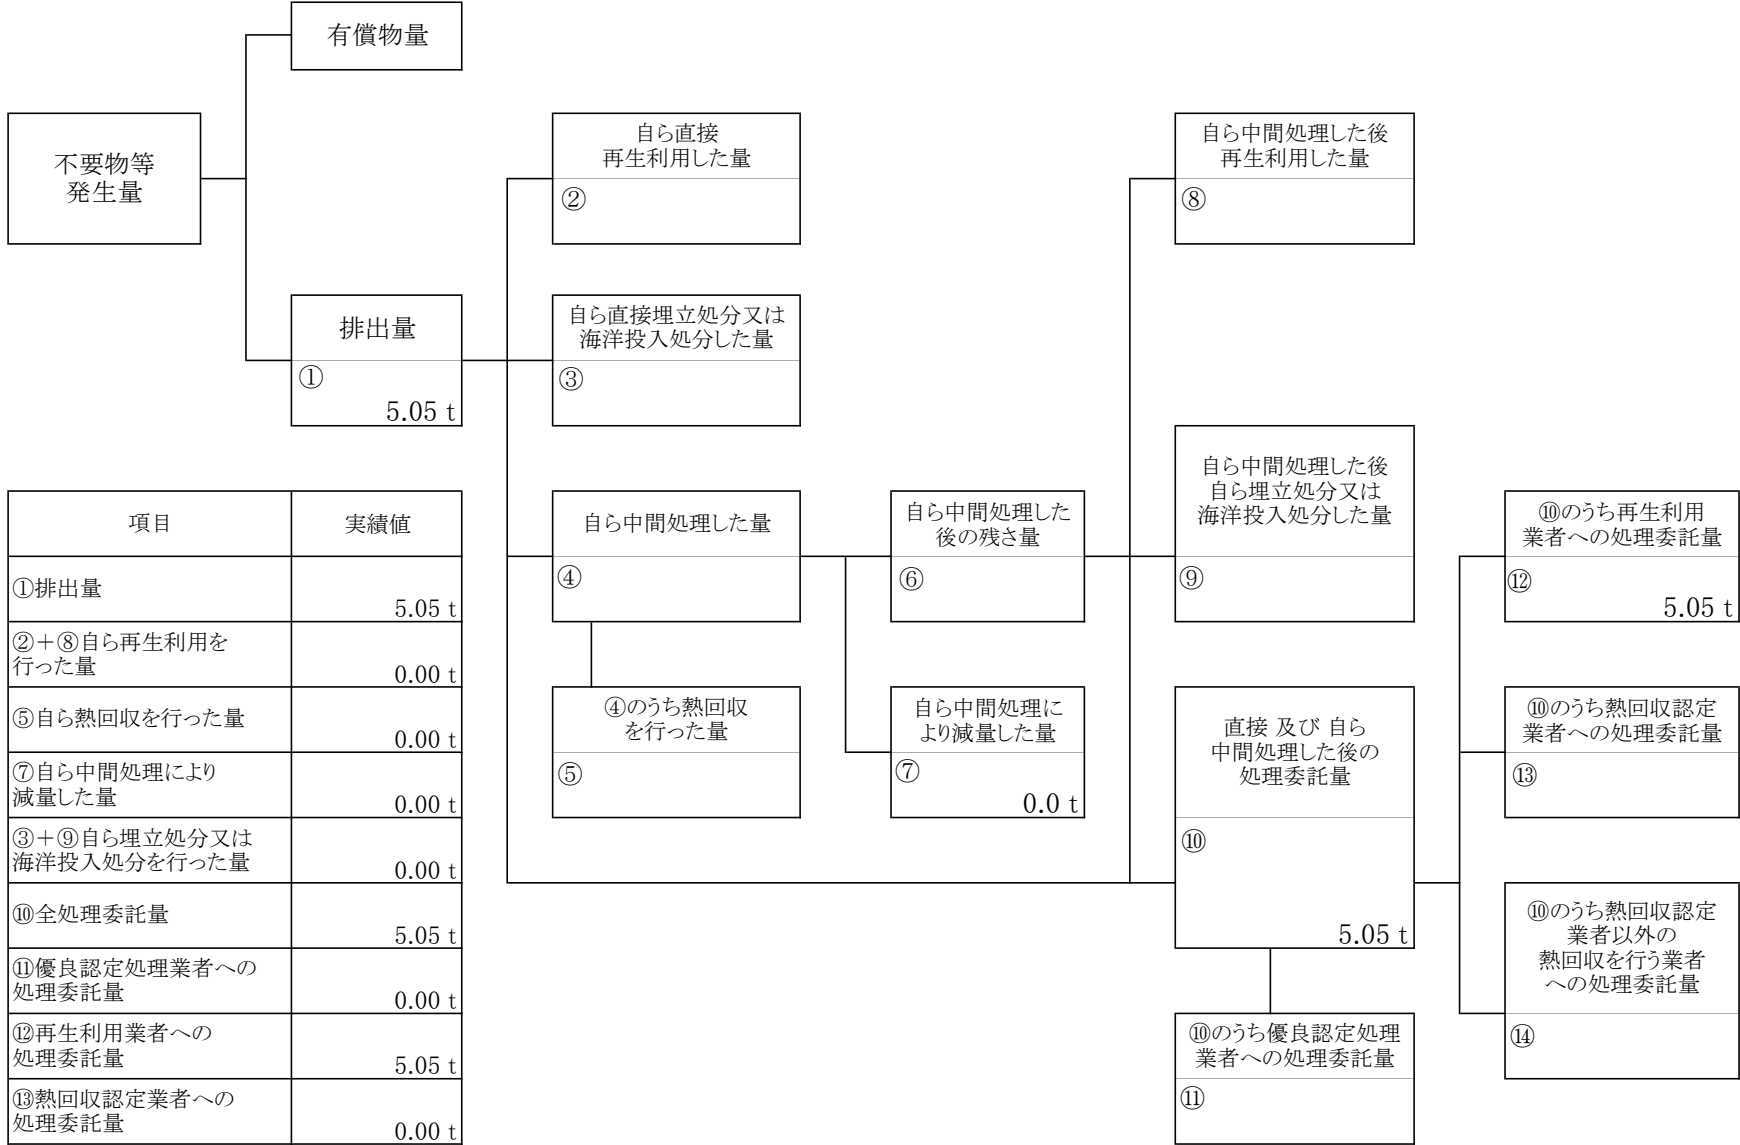 有償物量
不要物等
発生量
自ら直接
再生利用した量
②
自ら中間処理した後
再生利用した量
⑧
排出量
①
5.05 t
自ら直接埋立処分又は
海洋投入処分した量
③
自ら中間処理した量
④
自ら中間処理した
後の残さ量
⑥
自ら中間処理した後
自ら埋立処分又は
海洋投入処分した量
⑨
⑩のうち再生利用
業者への処理委託量
⑫
5.05 t
④のうち熱回収
を行った量
⑤
自ら中間処理に
より減量した量
⑦
0.0 t
直接 及び 自ら
中間処理した後の
処理委託量
⑩
5.05 t
⑩のうち熱回収認定
業者への処理委託量
⑬
⑩のうち熱回収認定
業者以外の
熱回収を行う業者
への処理委託量
⑭
⑩のうち優良認定処理
業者への処理委託量
⑪
項目 実績値
①排出量
5.05 t
②＋⑧自ら再生利用を
行った量
0.00 t
⑤自ら熱回収を行った量
0.00 t
⑦自ら中間処理により
減量した量
0.00 t
③＋⑨自ら埋立処分又は
海洋投入処分を行った量
0.00 t
⑩全処理委託量
5.05 t
⑪優良認定処理業者への
処理委託量
0.00 t
⑫再生利用業者への
処理委託量
5.05 t
⑬熱回収認定業者への
処理委託量
0.00 t